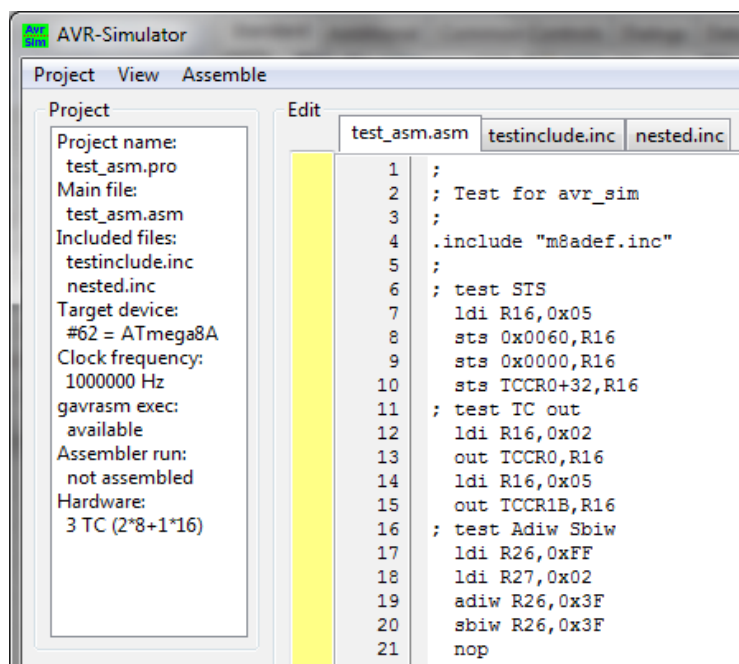 Avr
Sim
AVR-Simulator
Project View Assemble
Project
Project name:
test_asm.pro
Main file:
test_asm.asm
Included files:
testinclude.inc
nested.inc
Target device:
#62 = ATmega8A
Clock frequency:
1000000 Hz
gavrasm exec:
available
Assembler run:
not assembled
Hardware:
3 TC (2*8+1*16)
Edit
test_asm.asm testinclude.inc nested.inc
1 ;
2 ; Test for avr_sim
3 ;
4 .include "m8adef.inc"
5 ;
6 ; test STS
7 ldi R16,0x05
8 sts 0x0060,R16
9 sts 0x0000,R16
10 sts TCCR0+32,R16
11 ; test TC out
12 ldi R16,0x02
13 out TCCR0,R16
14 ldi R16,0x05
15 out TCCR1B,R16
16 ; test Adiw Sbiw
17 ldi R26,0xFF
18 ldi R27,0x02
19 adiw R26,0x3F
20 sbiw R26,0x3F
21 nop